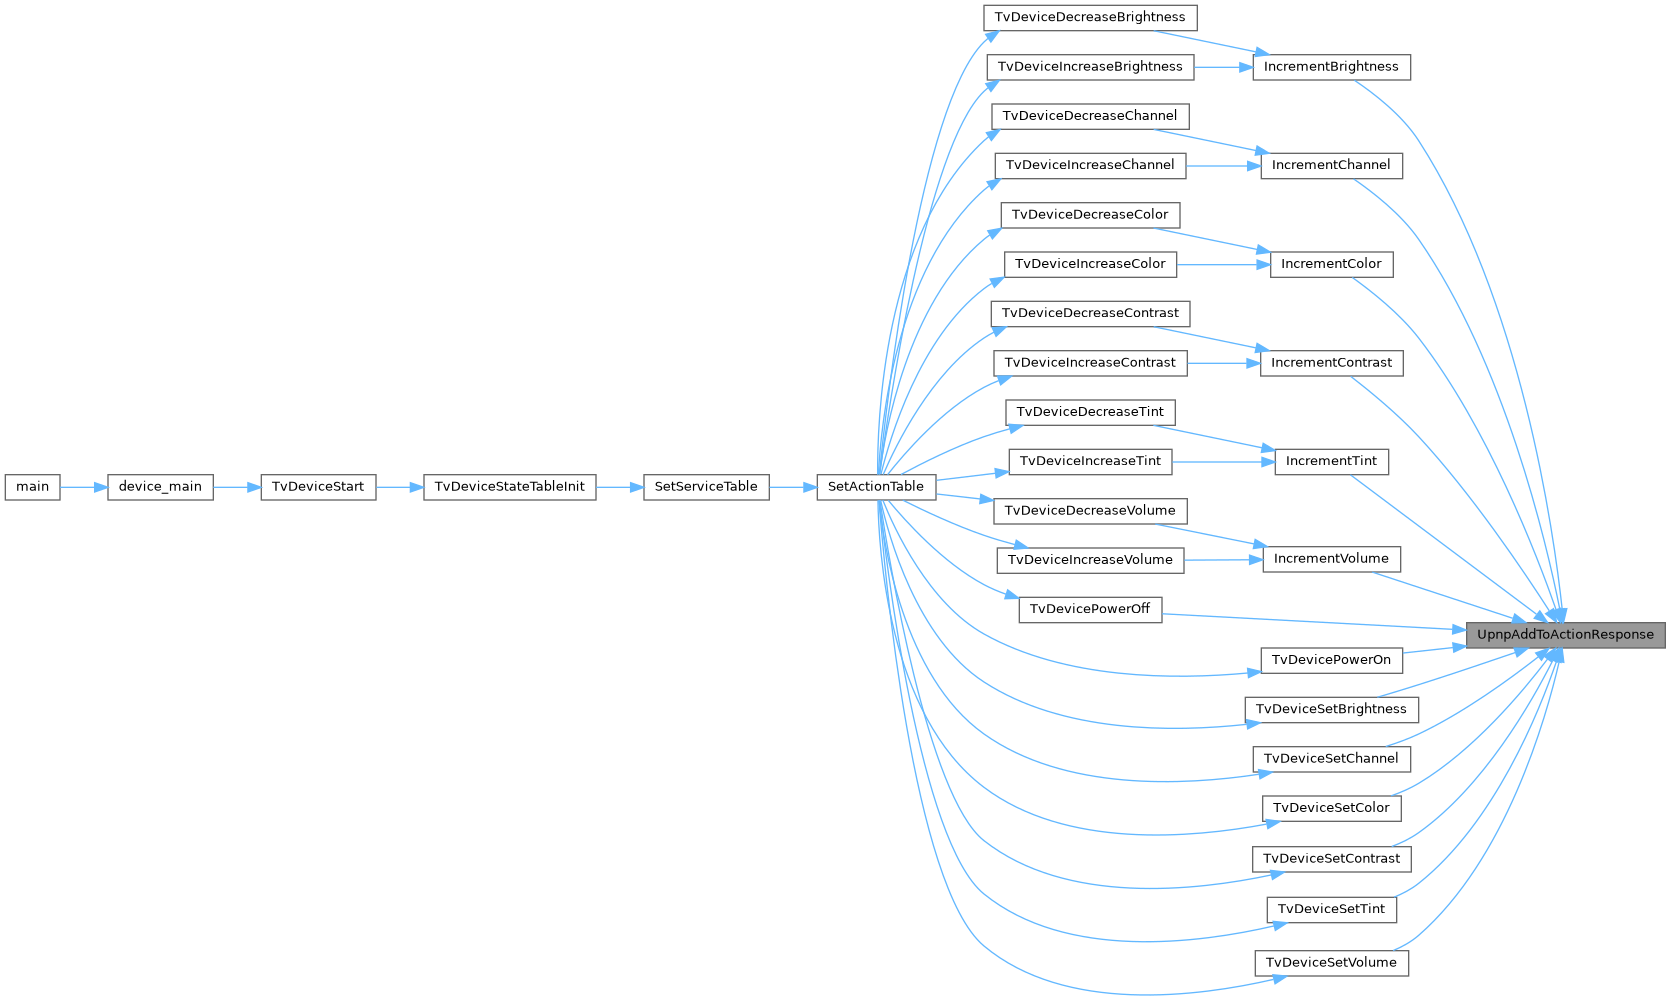 TvDeviceDecreaseBrightness
TvDeviceIncreaseBrightness
IncrementBrightness
TvDeviceDecreaseChannel
TvDeviceIncreaseChannel
IncrementChannel
TvDeviceDecreaseColor
TvDeviceIncreaseColor
IncrementColor
TvDeviceDecreaseContrast
TvDeviceIncreaseContrast
IncrementContrast
TvDeviceDecreaseTint
TvDeviceIncreaseTint
IncrementTint
main
device_main
TvDeviceStart
TvDeviceStateTableInit
SetServiceTable
SetActionTable
TvDeviceDecreaseVolume
TvDeviceIncreaseVolume
IncrementVolume
TvDevicePowerOff
UpnpAddToActionResponse
TvDevicePowerOn
TvDeviceSetBrightness
TvDeviceSetChannel
TvDeviceSetColor
TvDeviceSetContrast
TvDeviceSetTint
TvDeviceSetVolume